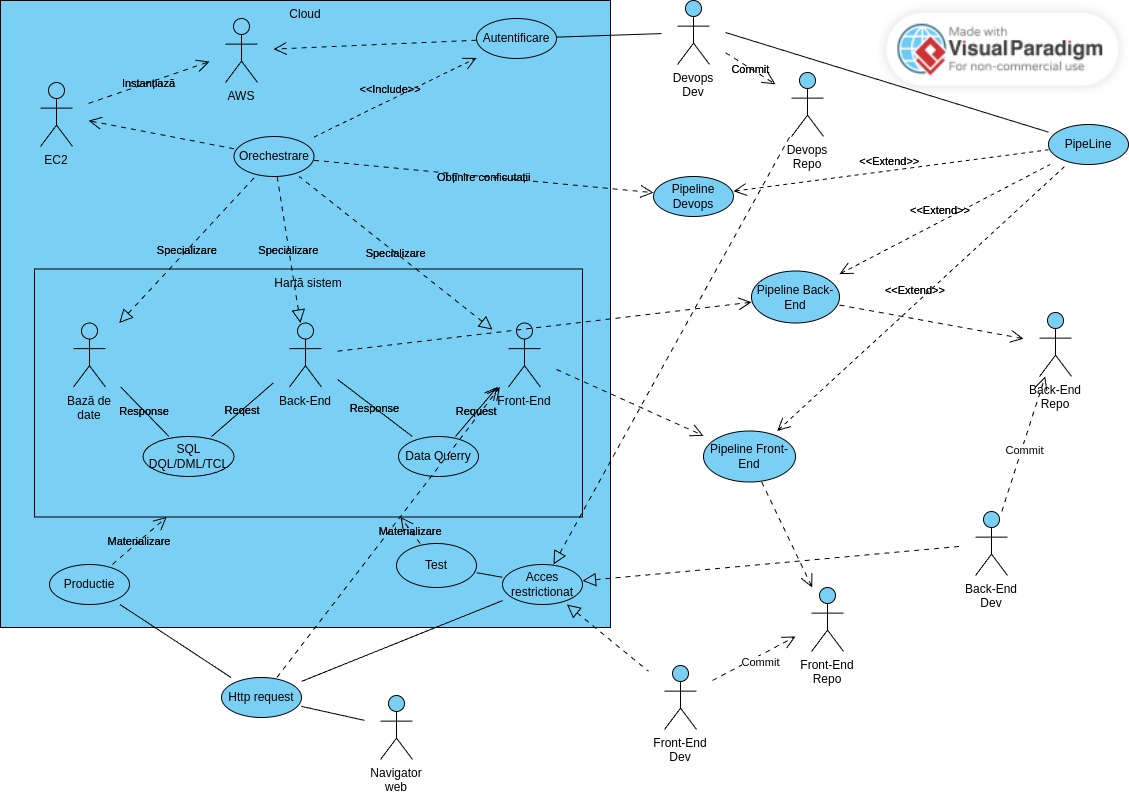 Cloud
Autentificare
Devops
Dev
Commit
Made with
VisualParadigm
For non-commercial use
Instanțiază
AWS
<<Include>>
EC2
Devops
Repo
PipeLine
Orechestrare
<<Extend>>
Obținire conficutații
Pipeline
Devops
<<Extend>>
Specializare
Specializare
Specializare
Hartă sistem
Pipeline Back-
End
<<Extend>>
Bază de
date
Back-End
Front-End
Back-End
Repo
Response
Reqest
Response
Request
SQL
DQL/DML/TCL
Data Querry
Pipeline Front-
End
Commit
Materializare
Materializare
Productie
Test
Acces
restrictionat
Back-End
Dev
Http request
Commit
Front-End
Repo
Front-End
Dev
Navigator
web